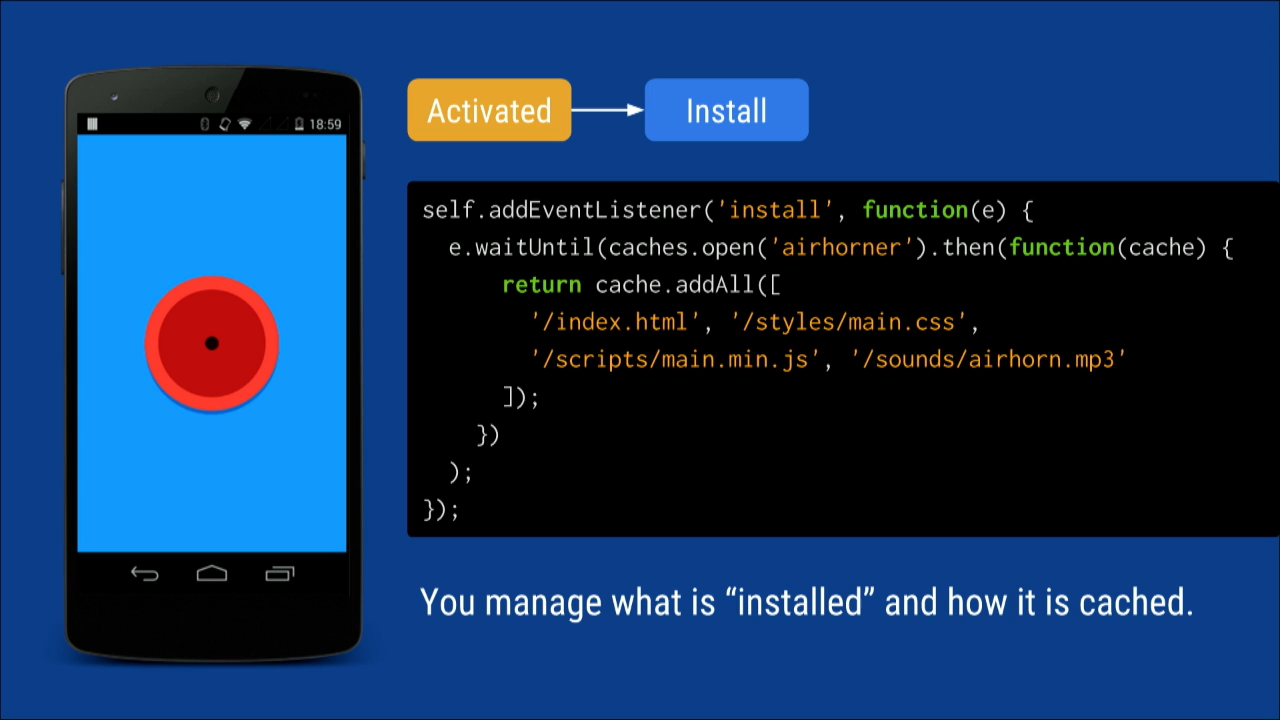 18:59
Activated
Install
self.addEventListener('install', function(e) {
  e.waitUntil(caches.open('airhorner').then(function(cache) {
      return cache.addAll([
        '/index.html', '/styles/main.css',
        '/scripts/main.min.js', '/sounds/airhorn.mp3'
      ]);
    })
  );
});
You manage what is “installed” and how it is cached.